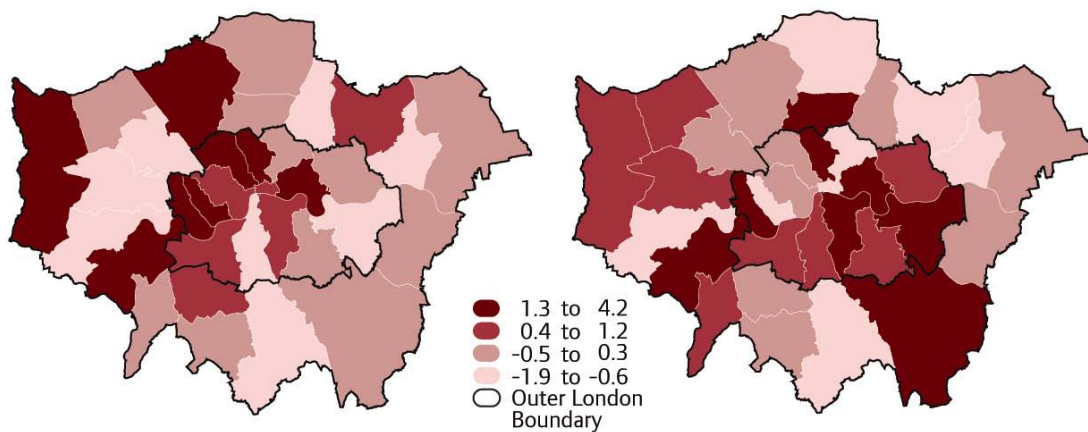 1.3 to 4.2
0.4 to 1.2
-0.5 to 0.3
-1.9 to -0.6
Outer London
Boundary